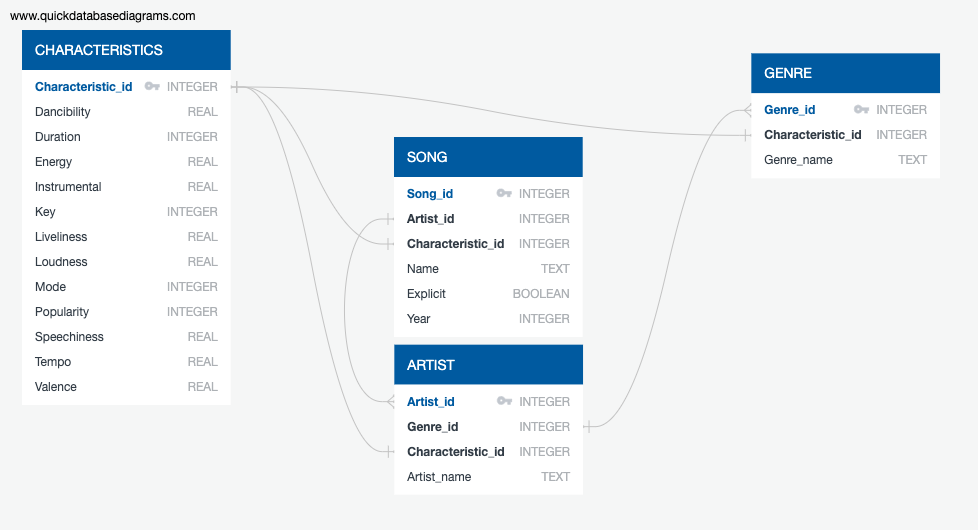 www.quickdatabasediagrams.com
CHARACTERISTICS
Characteristic_id INTEGER
Dancibility REAL
Duration INTEGER
Energy REAL
Instrumental REAL
Key INTEGER
Liveliness REAL
Loudness REAL
Mode INTEGER
Popularity INTEGER
Speechiness REAL
Tempo REAL
Valence REAL
SONG
Song_id INTEGER
Artist_id INTEGER
Characteristic_id INTEGER
Name TEXT
Explicit BOOLEAN
Year INTEGER
ARTIST
Artist_id INTEGER
Genre_id INTEGER
Characteristic_id INTEGER
Artist_name TEXT
GENRE
Genre_id INTEGER
Characteristic_id INTEGER
Genre_name TEXT